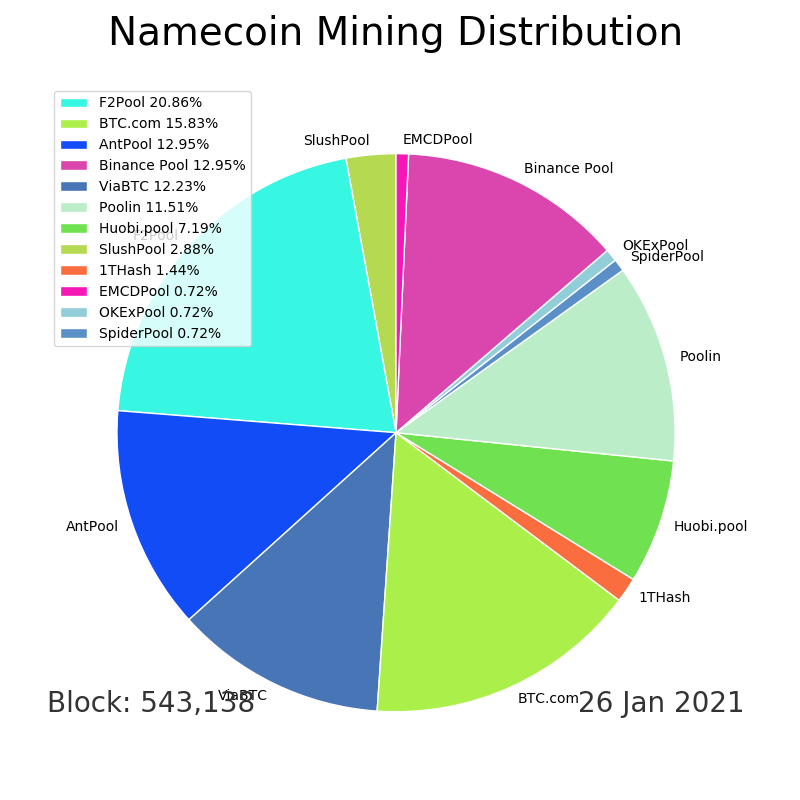 Namecoin Mining Distribution
F2Pool 20.86%
BTC.com 15.83%
AntPool 12.95%
Binance Pool 12.95%
ViaBTC 12.23%
Poolin 11.51%
Huobi.pool 7.19%
SlushPool 2.88%
1THash 1.44%
EMCDPool 0.72%
OKExPool 0.72%
SpiderPool 0.72%
SlushPool
EMCDPool
Binance Pool
OKExPool
SpiderPool
F2Pool
Poolin
AntPool
Huobi.pool
1THash
ViaBTC
BTC.com
Block: 543,138
26 Jan 2021